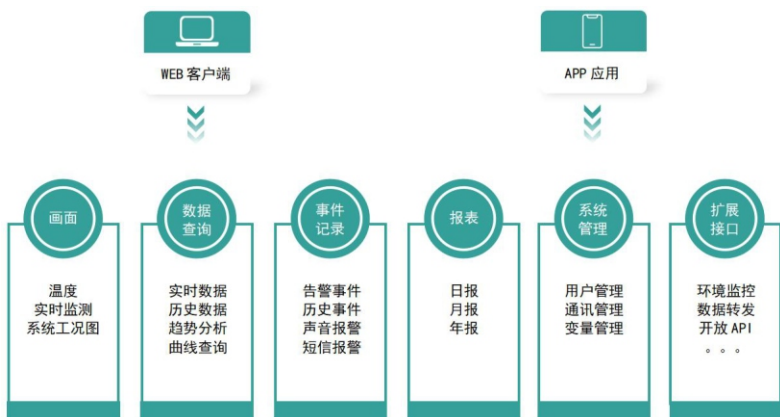 WEB 客户端
APP 应用
画面
温度
实时监测
系统工况图
数据
查询
实时数据
历史数据
趋势分析
曲线查询
事件
记录
告警事件
历史事件
声音报警
短信报警
报表
日报
月报
年报
系统
管理
用户管理
通讯管理
变量管理
扩展
接口
环境监控
数据转发
开放 API
。。。